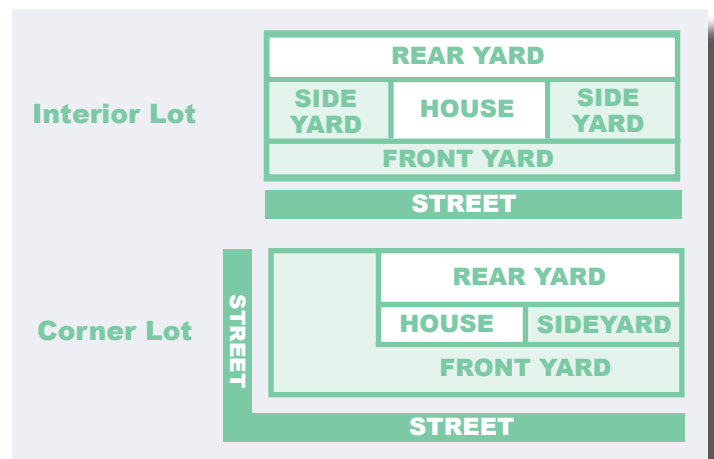 REAR YARD
Interior Lot
SIDE
YARD
HOUSE
SIDE
YARD
FRONT YARD
STREET
STREET
REAR YARD
Corner Lot
HOUSE
SIDEYARD
FRONT YARD
STREET